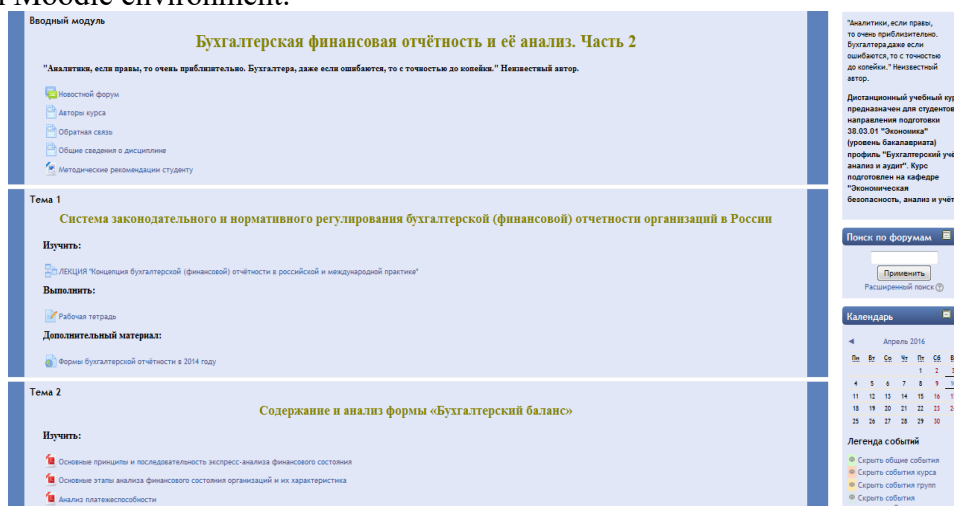 Moodle environment.
Вводный модуль
Бухгалтерская финансовая отчётность и её анализ. Часть 2
"Аналитики, если правы, то очень приблизительно. Бухгалтера, даже если ошибаются, то с точностью до копейки." Неизвестный автор.
Новостной форум
Авторы курса
Обратная связь
Общие сведения о дисциплине
Методические рекомендации студенту
Тема 1
Система законодательного и нормативного регулирования бухгалтерской (финансовой) отчетности организаций в России
Изучить:
ЛЕКЦИЯ "Концепция бухгалтерской (финансовой) отчётности в российской и международной практике"
Выполнить:
Рабочая тетрадь
Дополнительный материал:
Формы бухгалтерской отчётности в 2014 году
Тема 2
Содержание и анализ формы «Бухгалтерский баланс»
Изучить:
Основные принципы и последовательность экспресс-анализа финансового состояния
Основные этапы анализа финансового состояния организаций и их характеристика
Анализ платежеспособности
"Аналитики, если правы,
то очень приблизительно.
Бухгалтера, даже если
ошибаются, то с точностью
до копейки." Неизвестный
автор.
Дистанционный учебный кур
предназначен для студентов
направления подготовки
38.03.01 "Экономика"
(уровень бакалавриата)
профиль "Бухгалтерский учё
анализ и аудит". Курс
подготовлен на кафедре
"Экономическая
безопасность, анализ и учёт
Поиск по форумам
Применить
Расширенный поиск
Календарь
◄ Апрель 2016
Пн Вт Ср Чт Пт Сб В
1 2 3
4 5 6 7 8 9 10
11 12 13 14 15 16 1
18 19 20 21 22 23 2
25 26 27 28 29 30
Легенда событий
Скрыть общие события
Скрыть события курса
Скрыть события групп
Скрыть события